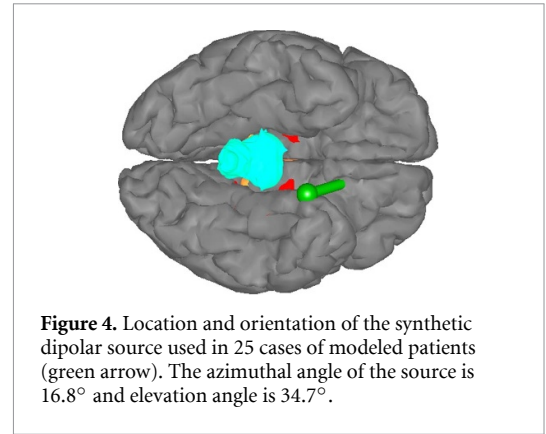 Figure 4. Location and orientation of the synthetic
dipolar source used in 25 cases of modeled patients
(green arrow). The azimuthal angle of the source is
16.8° and elevation angle is 34.7°.